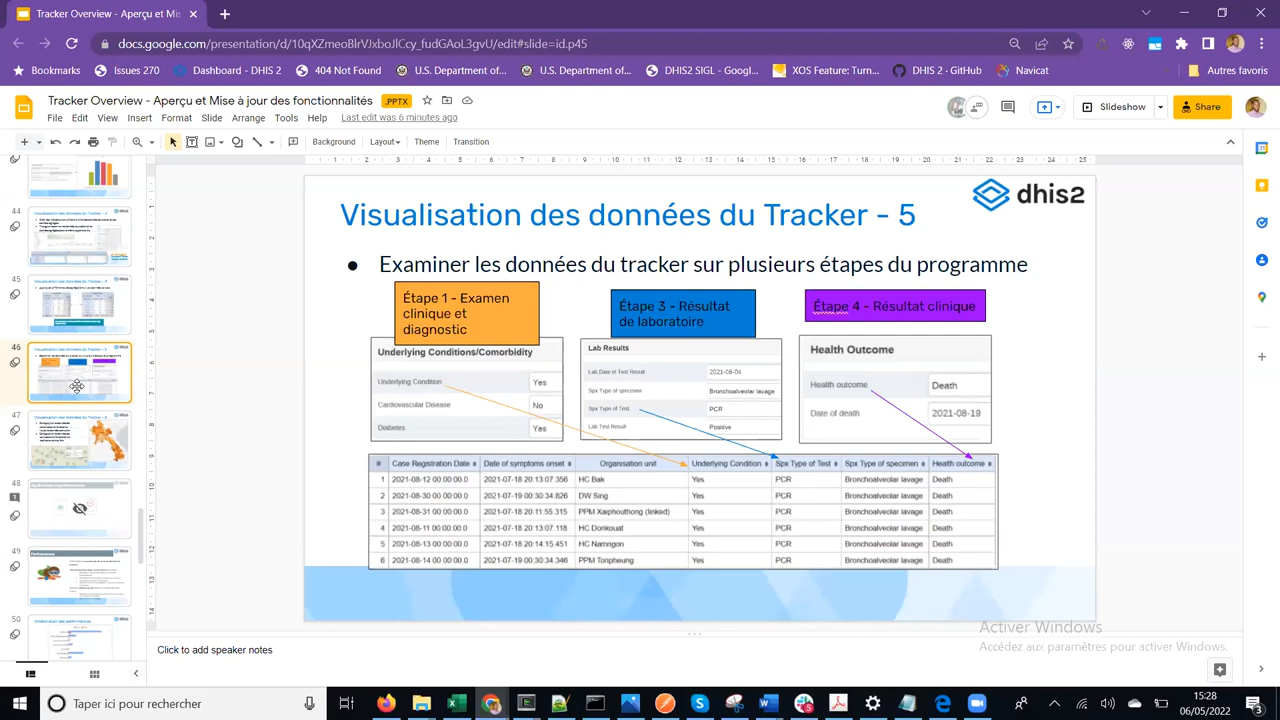 Tracker Overview - Aperçu et Mis
docs.google.com/presentation/d/10qXZmeoBlrVJxboJlCcy_fudGAoL3gvU/edit#slide=id.p45
Bookmarks
Issues 270
Dashboard - DHIS 2
404 Not Found
U.S. Department of...
U.S. Department of...
DHIS2 SIGL - Googl...
XOS Feature: Story...
DHIS 2 · GitHub
Navicat
Autres favoris
Tracker Overview - Aperçu et Mise à jour des fonctionnalités
.PPTX
File
Edit
View
Insert
Format
Slide
Arrange
Tools
Help
Last edit was 6 minutes ago
Slideshow
Share
Background
Layout
Theme
Transition
44
45
46
47
48
49
50
dhis2
Visualisation des données du Tracker - 5
● Examiner les données du tracker sur plusieurs étapes du programme
Étape 1 - Examen
clinique et
diagnostic
Étape 3 - Résultat
de laboratoire
Étape 4 - Résultat clinique
Underlying Conditions/Comorbidity
Underlying Condition Yes
Cardiovascular Disease No
Diabetes Yes
Lab Results
Lab Date of Test Result 2021-08-04
Spx Type of specimen Bronchoalveolar lavage
Spx Type of Test PCR
Lab Test Result Positive
Health Outcome
Health outcome Death
Date of death 2021-08-19
# Case Registration Date Date of symptoms onset Organisation unit Underlying Condition Spx Type of Test Spx Type of specimen Health outcome
1 2021-08-12 00:00:00.0 2021-07-18 20:13:07.356 HC Bak Yes PCR Bronchoalveolar lavage Death
2 2021-08-30 00:00:00.0 2021-07-19 00:30:34.826 DW Sing Yes PCR Bronchoalveolar lavage Death
3 2021-08-31 00:00:00.0 2021-07-18 20:11:55.315 PPM Xaiphouthong (linked) Yes PCR Bronchoalveolar lavage Death
4 2021-08-11 00:00:00.0 2021-07-18 20:13:07.118 HC Donkouat Yes PCR Bronchoalveolar lavage Death
5 2021-08-13 00:00:00.0 2021-07-18 20:14:15.451 HC Namngon Yes PCR Bronchoalveolar lavage Death
6 2021-08-14 00:00:00.0 2021-07-19 00:30:25.346 PPM Tonpheung Yes PCR Bronchoalveolar lavage Death
Click to add speaker notes
Activer Windows
Accédez aux paramètres pour activer Windows.
Taper ici pour rechercher
15:28
06/05/2022